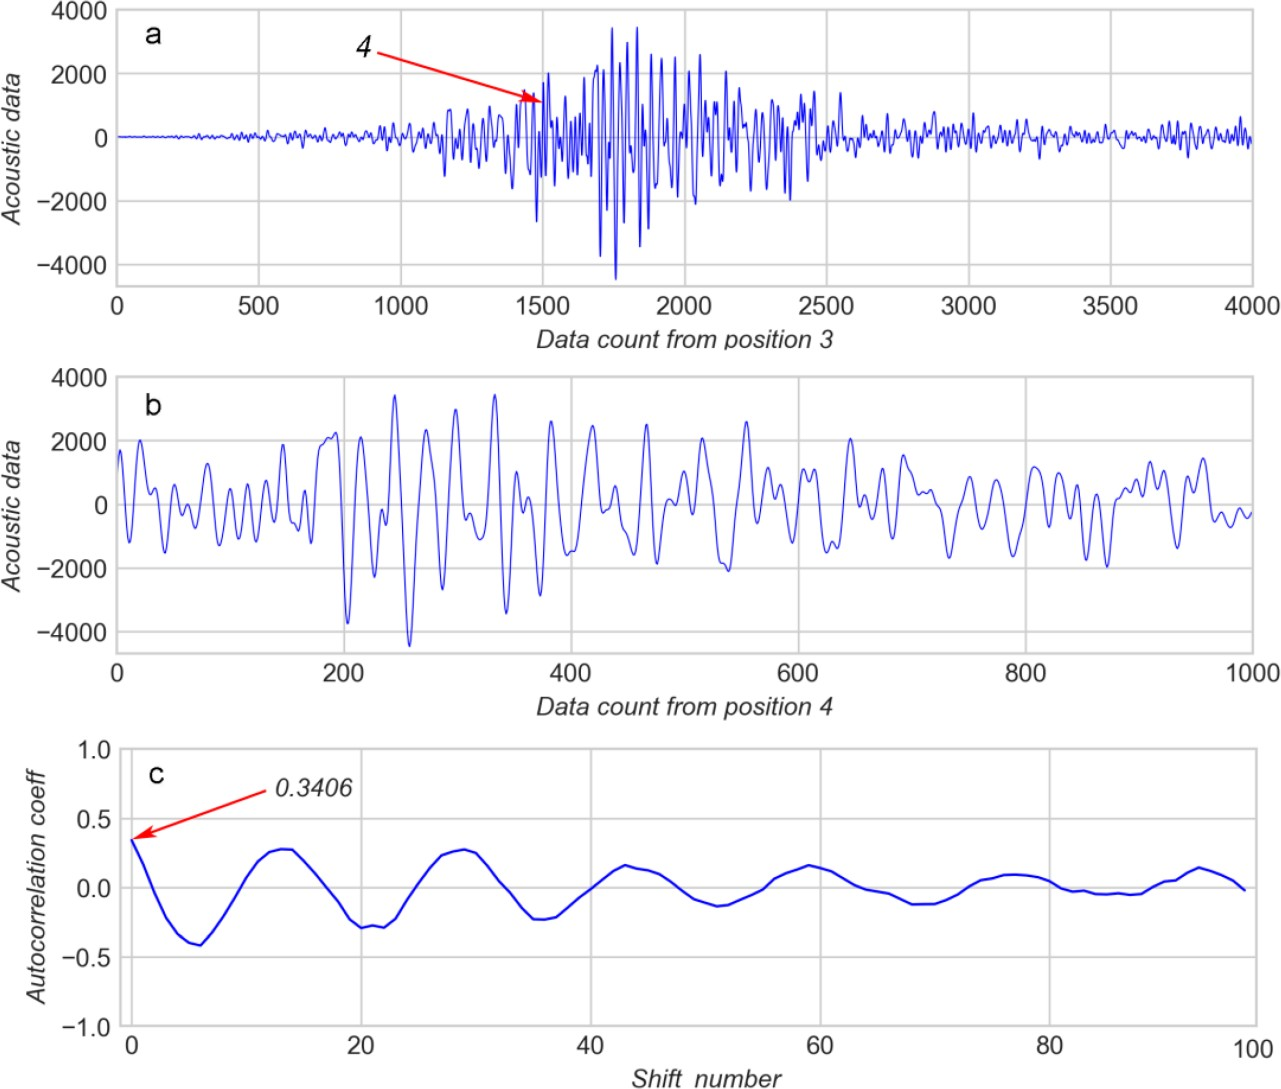 4000
a
4
2000
0
−2000
−4000
Acoustic data
0 500 1000 1500 2000 2500 3000 3500 4000
Data count from position 3
4000
b
2000
0
−2000
−4000
Acoustic data
0 200 400 600 800 1000
Data count from position 4
1.0
c
0.3406
0.5
0.0
−0.5
−1.0
Autocorrelation coeff
0 20 40 60 80 100
Shift number